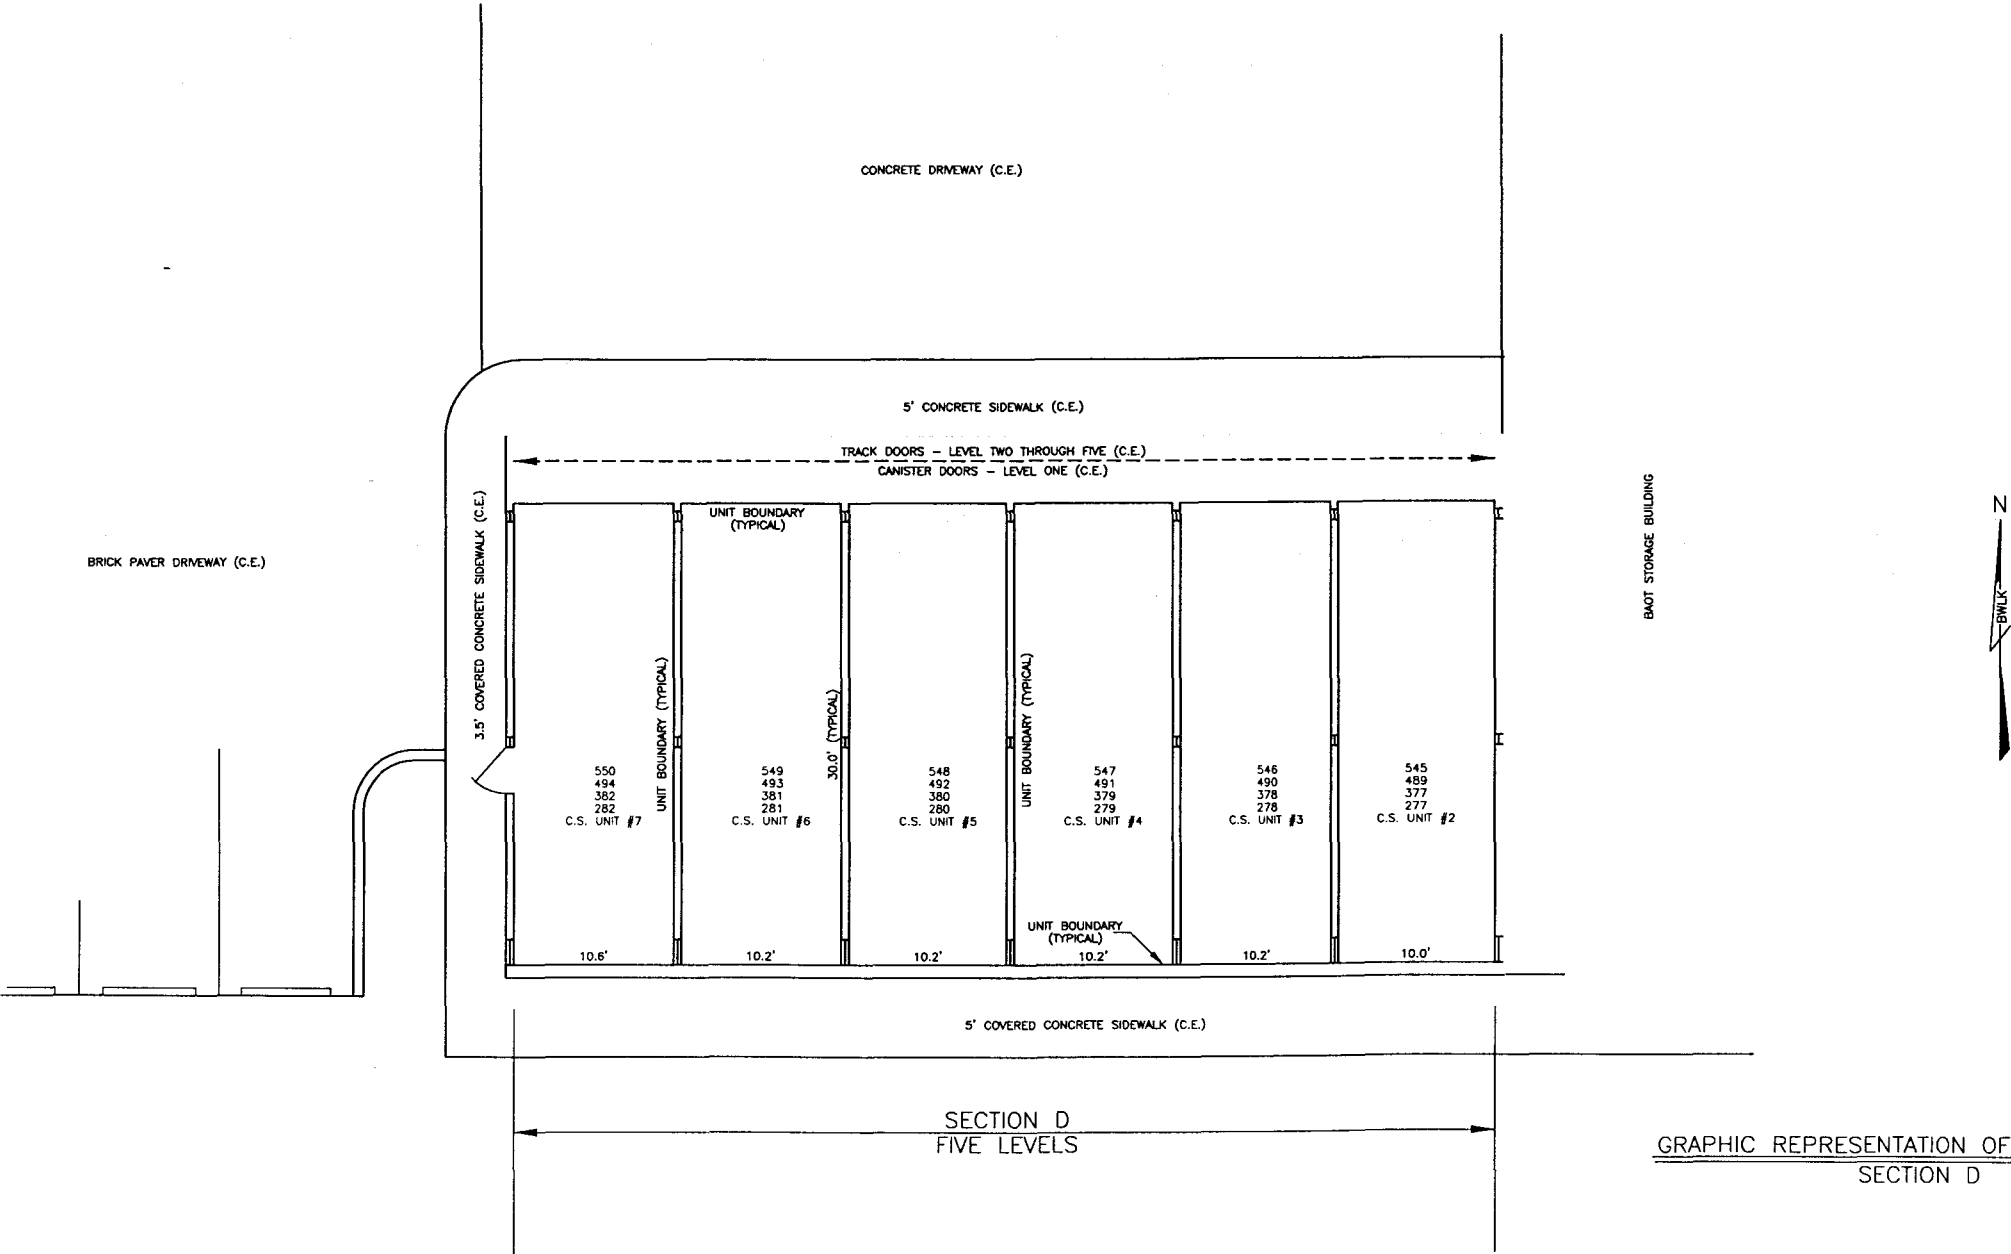 CONCRETE DRIVEWAY (C.E.)
5' CONCRETE SIDEWALK (C.E.)
TRACK DOORS - LEVEL TWO THROUGH FIVE (C.E.)
CANISTER DOORS - LEVEL ONE (C.E.)
3.5' COVERED CONCRETE SIDEWALK (C.E.)
BRICK PAVER DRIVEWAY (C.E.)
UNIT BOUNDARY
(TYPICAL)
BAOT STORAGE BUILDING
N
BWLK
UNIT BOUNDARY (TYPICAL)
30.0' (TYPICAL)
UNIT BOUNDARY (TYPICAL)
550
494
382
282
C.S. UNIT #7
549
493
381
281
C.S. UNIT #6
548
492
380
280
C.S. UNIT #5
547
491
379
279
C.S. UNIT #4
546
490
378
278
C.S. UNIT #3
545
489
377
277
C.S. UNIT #2
UNIT BOUNDARY
(TYPICAL)
10.6'
10.2'
10.2'
10.2'
10.2'
10.0'
5' COVERED CONCRETE SIDEWALK (C.E.)
SECTION D
FIVE LEVELS
GRAPHIC REPRESENTATION OF
SECTION D